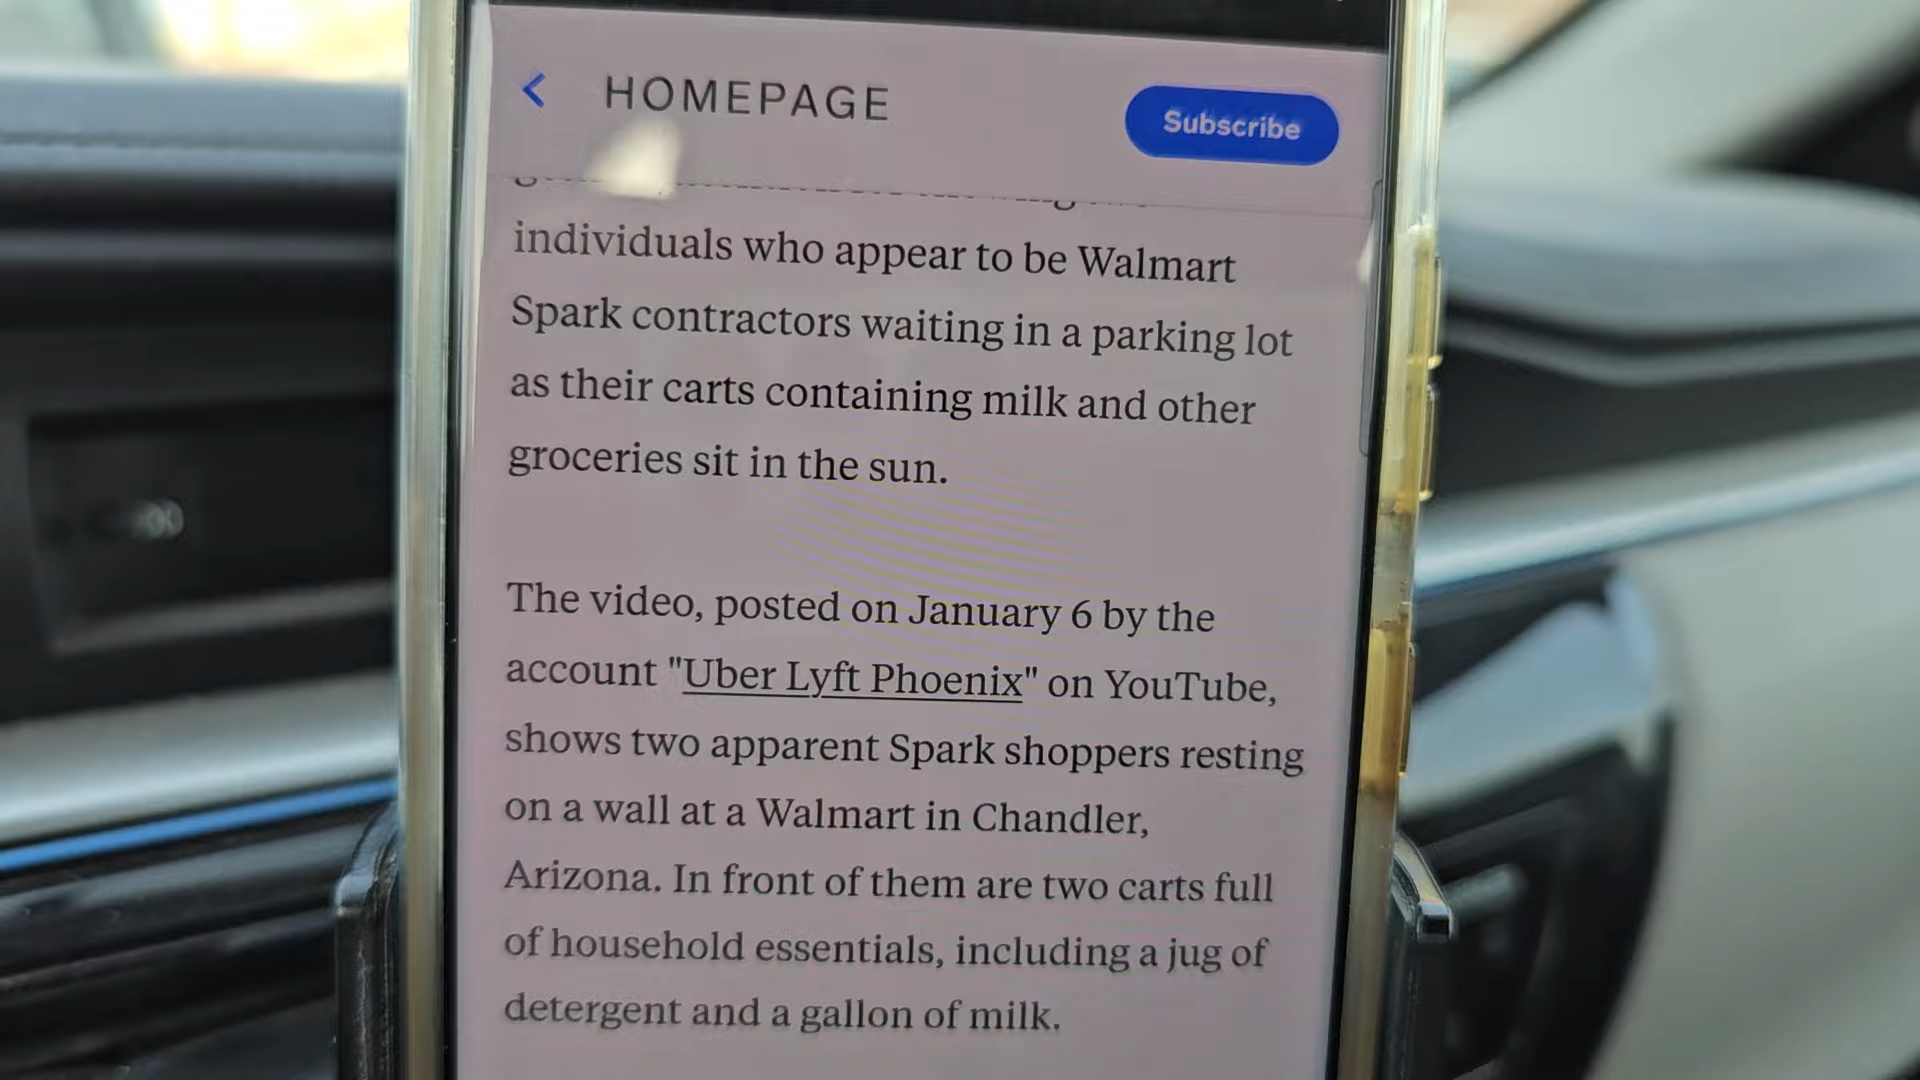 HOMEPAGE
Subscribe
individuals who appear to be Walmart
Spark contractors waiting in a parking lot
as their carts containing milk and other
groceries sit in the sun.
The video, posted on January 6 by the
account "Uber Lyft Phoenix" on YouTube,
shows two apparent Spark shoppers resting
on a wall at a Walmart in Chandler,
Arizona. In front of them are two carts full
of household essentials, including a jug of
detergent and a gallon of milk.